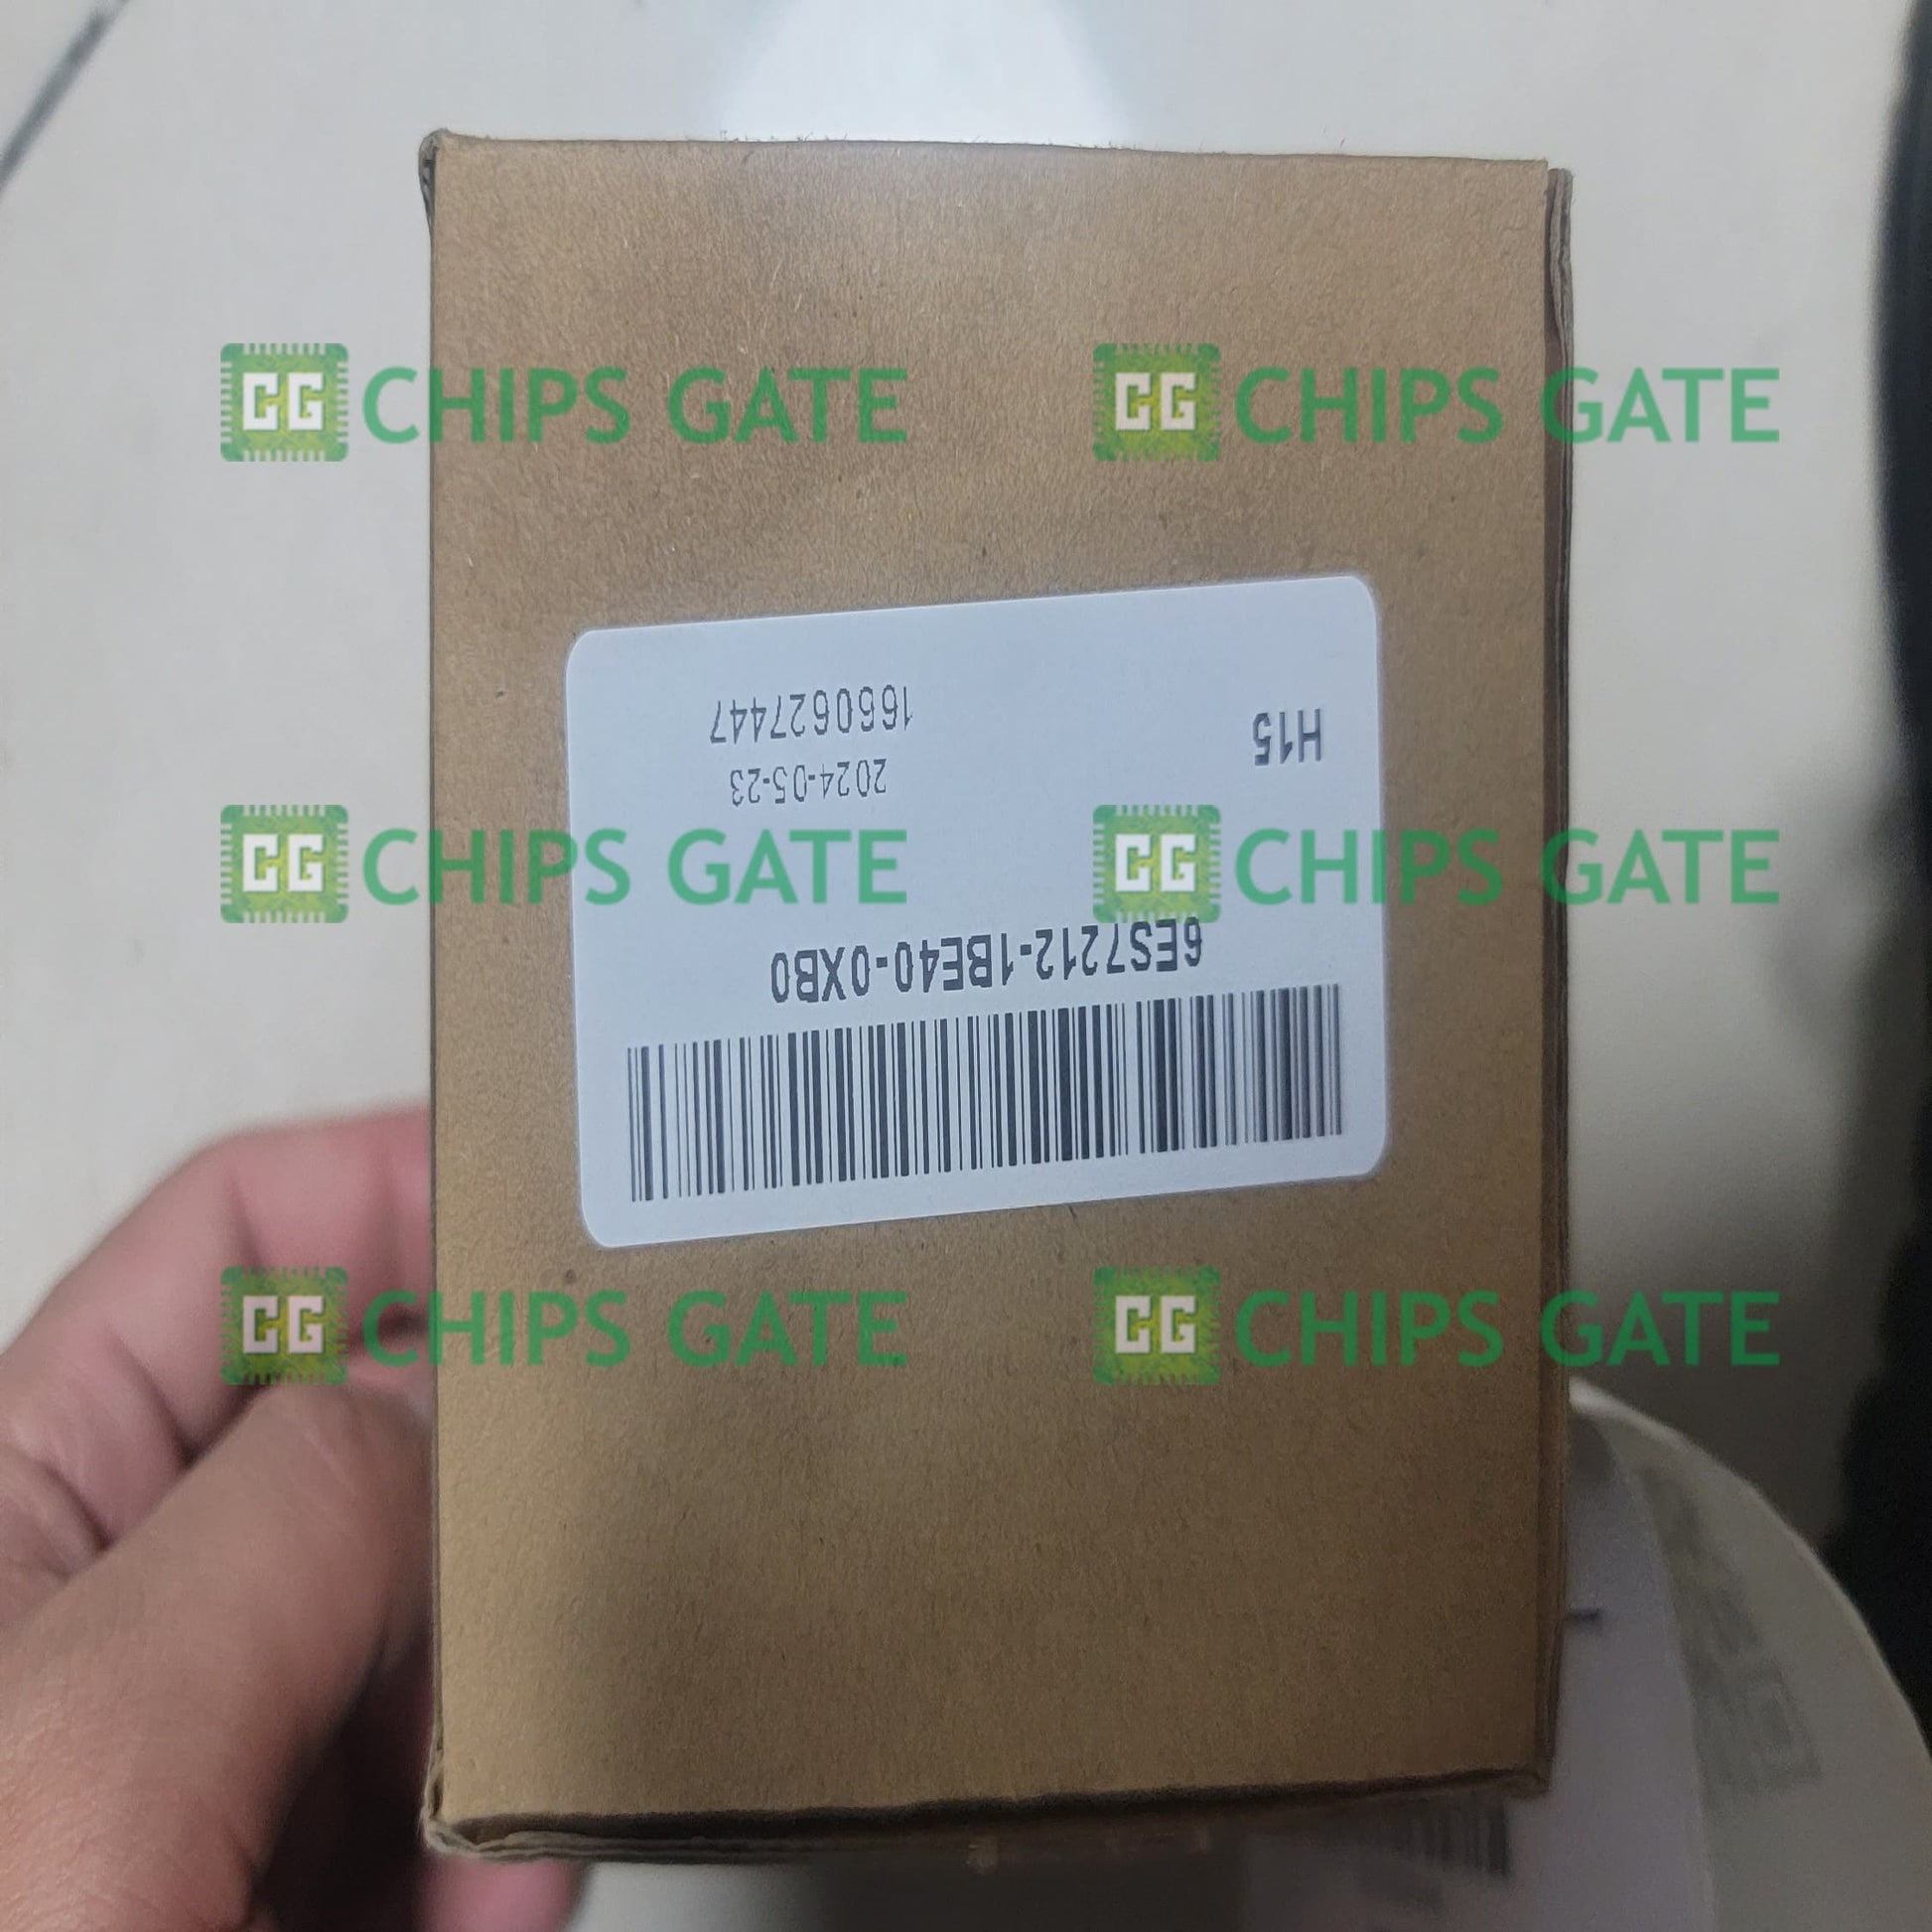 CG CHIPS GATE CG CHIPS GATE
6ES7212-1BE40-0XB0
2024-05-23
H15 1660627447
CG CHIPS GATE CG CHIPS GATE
CG CHIPS GATE CG CHIPS GATE